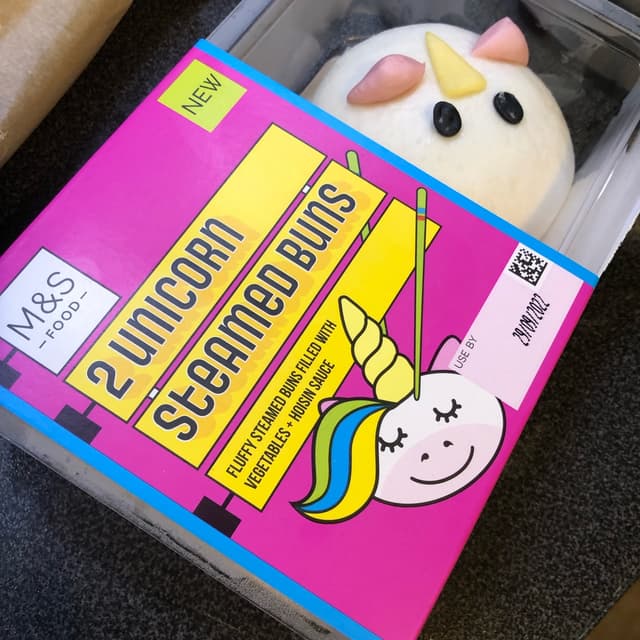 NEW
M&S
-FOOD-
2 UNICORN
STEAMED BUNS
FLUFFY STEAMED BUNS FILLED WITH
VEGETABLES + HOISIN SAUCE
USE BY
29/09/2022